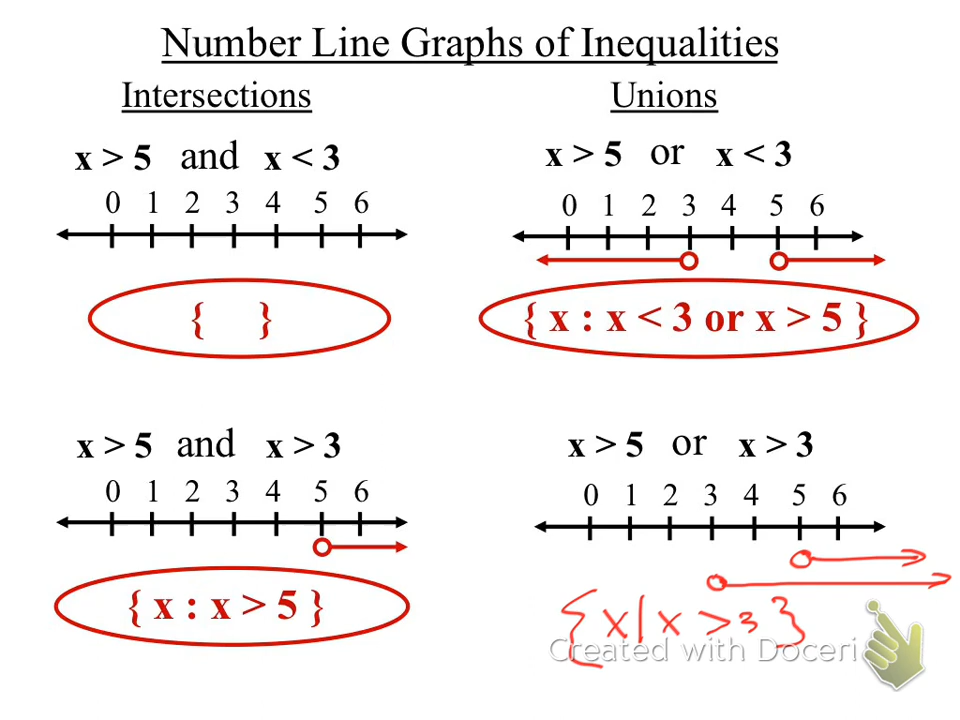 Number Line Graphs of Inequalities
Intersections
x > 5 and x < 3
0 1 2 3 4 5 6
{ }
x > 5 and x > 3
0 1 2 3 4 5 6
{ x : x > 5 }
Unions
x > 5 or x < 3
0 1 2 3 4 5 6
{ x : x < 3 or x > 5 }
x > 5 or x > 3
0 1 2 3 4 5 6
{ x | x > 3 }
Created with Doceri